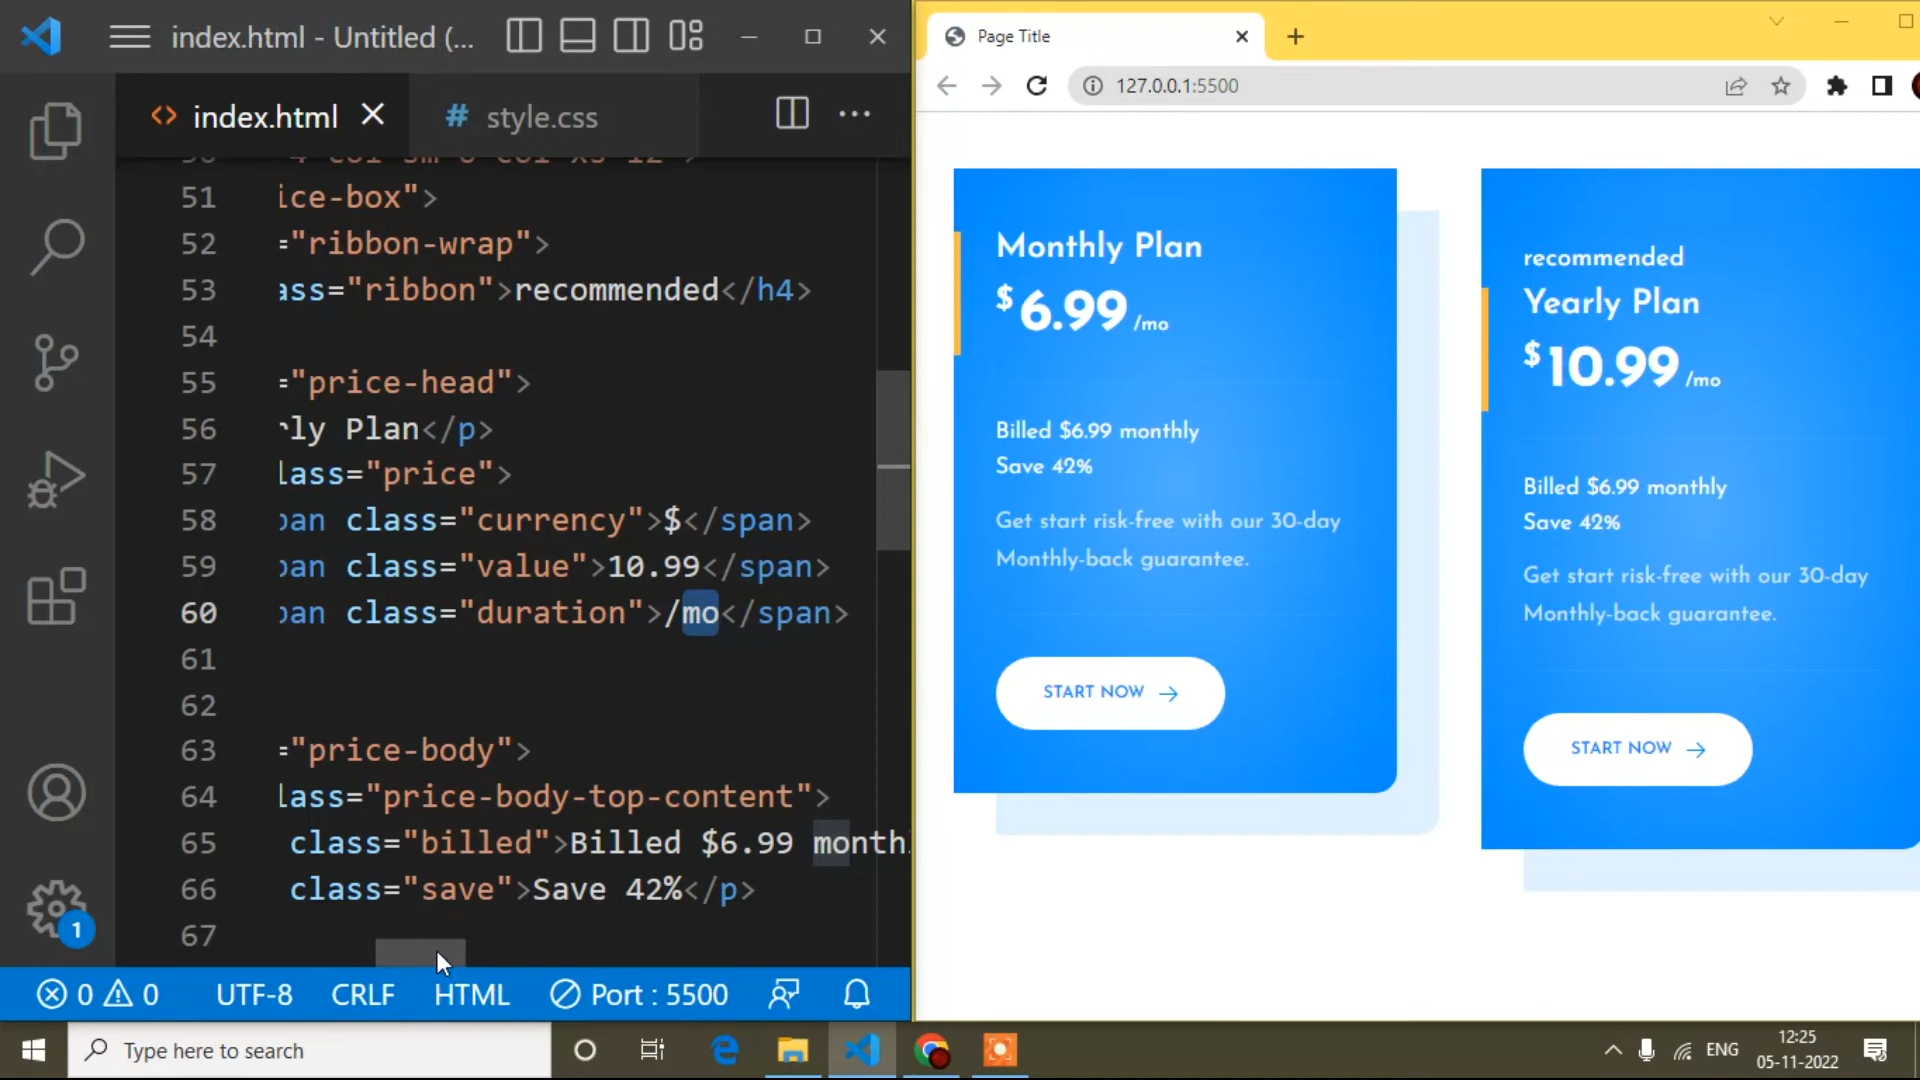 index.html - Untitled (...
index.html
# style.css
51 ice-box">
52 ="ribbon-wrap">
53 ass="ribbon">recommended</h4>
54
55 ="price-head">
56 rly Plan</p>
57 lass="price">
58 pan class="currency">$</span>
59 pan class="value">10.99</span>
60 pan class="duration">/mo</span>
61
62
63 ="price-body">
64 lass="price-body-top-content">
65 class="billed">Billed $6.99 month
66 class="save">Save 42%</p>
67
1
0 0 UTF-8 CRLF HTML Port : 5500
Page Title
127.0.0.1:5500
Monthly Plan
$6.99 /mo
Billed $6.99 monthly
Save 42%
Get start risk-free with our 30-day
Monthly-back guarantee.
START NOW
recommended
Yearly Plan
$10.99 /mo
Billed $6.99 monthly
Save 42%
Get start risk-free with our 30-day
Monthly-back guarantee.
START NOW
Type here to search
ENG
12:25
05-11-2022